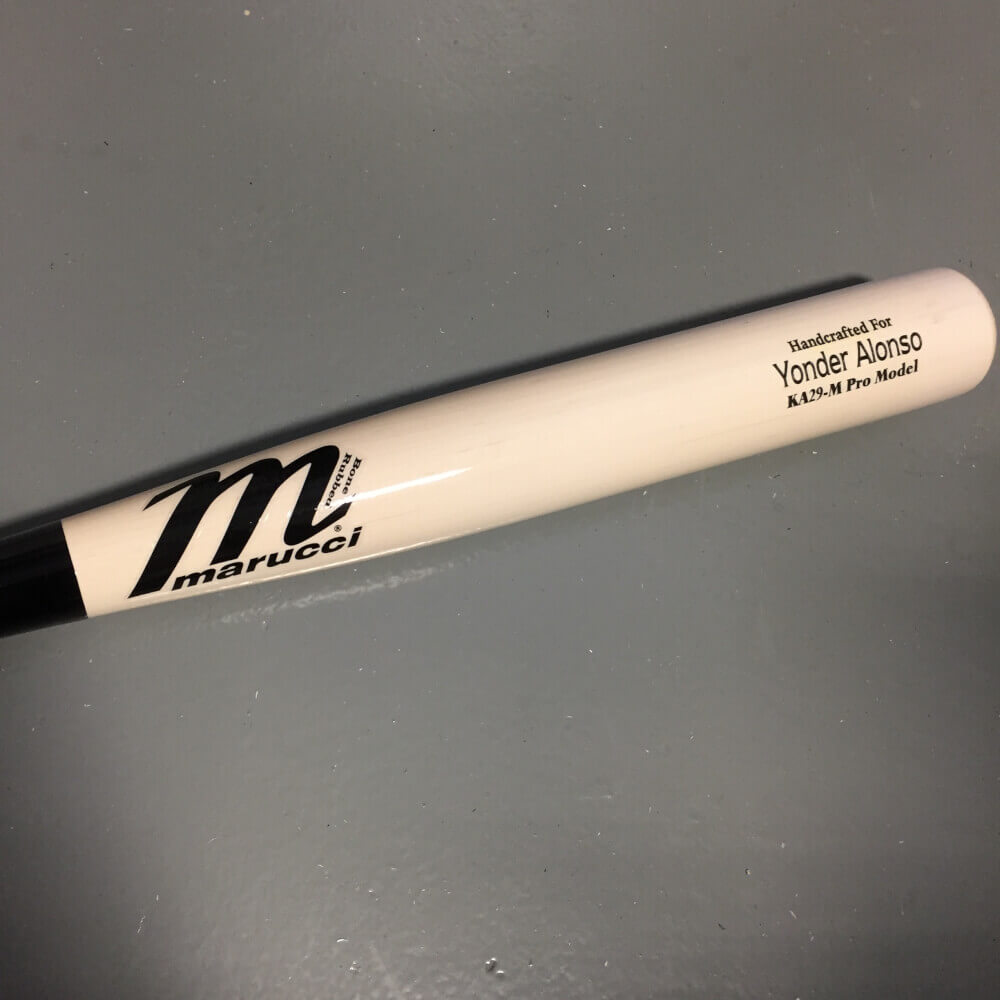 m
Bone
Rubbed
®
marucci
Handcrafted For
Yonder Alonso
KA29-M Pro Model